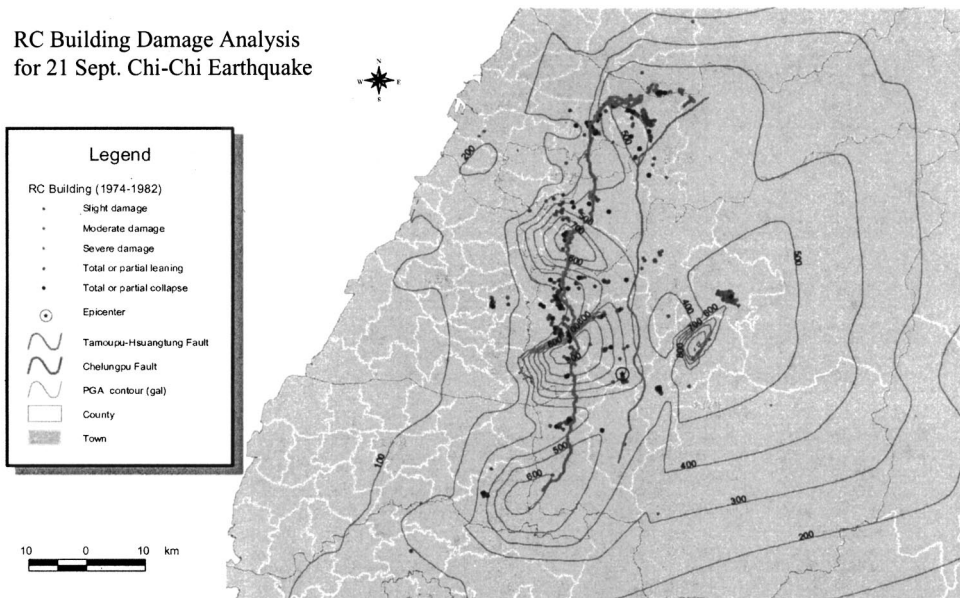 RC Building Damage Analysis
for 21 Sept. Chi-Chi Earthquake
N
W
E
S
Legend
RC Building (1974-1982)
Slight damage
Moderate damage
Severe damage
Total or partial leaning
Total or partial collapse
Epicenter
Tamoupu-Hsuangtung Fault
Chelungpu Fault
PGA contour (gal)
County
Town
10 0 10 km
200
500
400
800
100
500
600
400
300
200